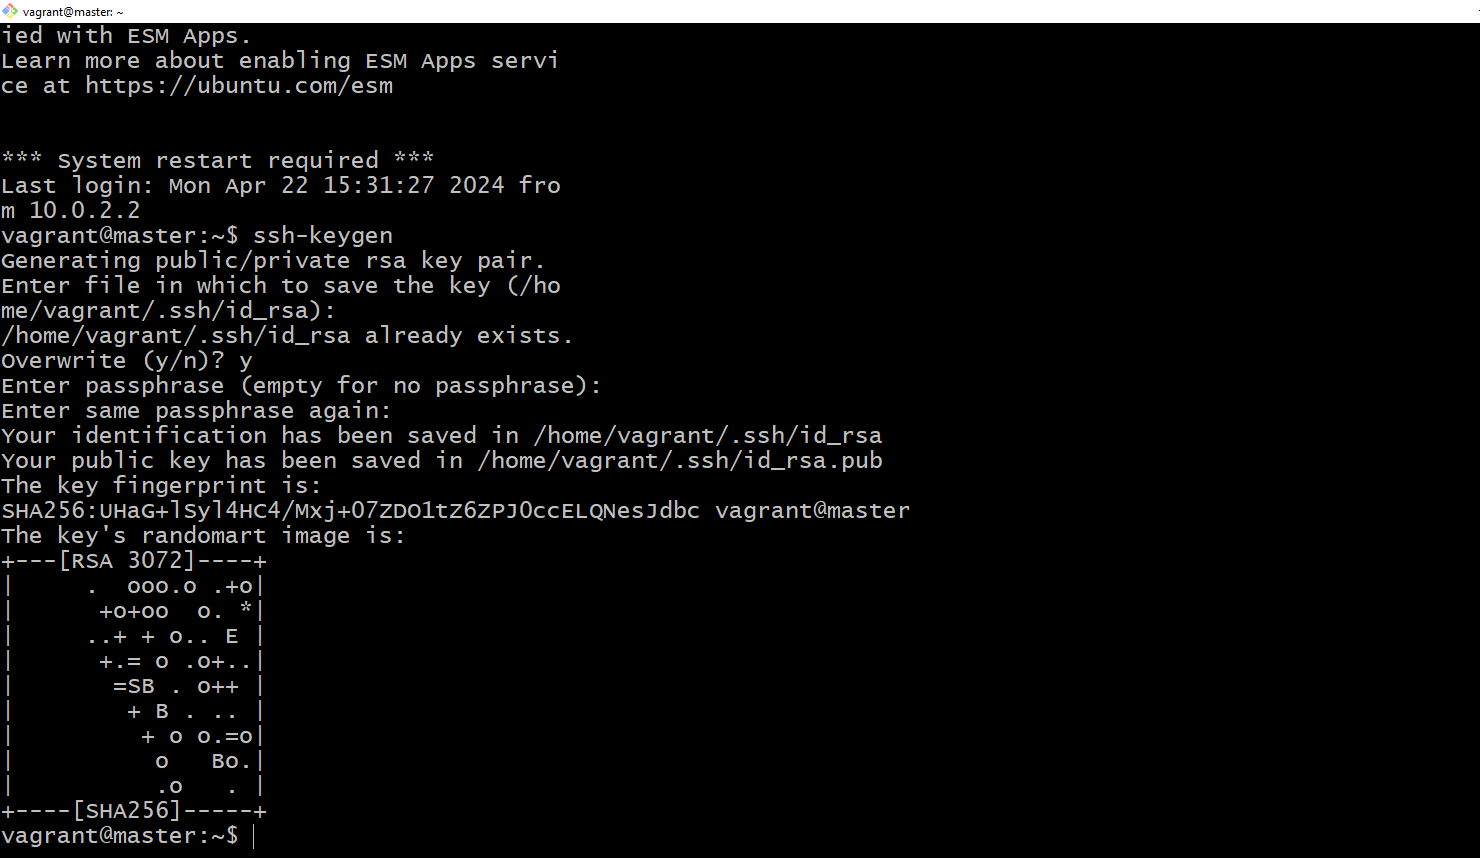 vagrant@master: ~
ied with ESM Apps.
Learn more about enabling ESM Apps servi
ce at https://ubuntu.com/esm
*** System restart required ***
Last login: Mon Apr 22 15:31:27 2024 fro
m 10.0.2.2
vagrant@master:~$ ssh-keygen
Generating public/private rsa key pair.
Enter file in which to save the key (/ho
me/vagrant/.ssh/id_rsa):
/home/vagrant/.ssh/id_rsa already exists.
Overwrite (y/n)? y
Enter passphrase (empty for no passphrase):
Enter same passphrase again:
Your identification has been saved in /home/vagrant/.ssh/id_rsa
Your public key has been saved in /home/vagrant/.ssh/id_rsa.pub
The key fingerprint is:
SHA256:UHaG+lSyl4HC4/Mxj+07ZDO1tZ6ZPJ0ccELQNesJdbc vagrant@master
The key's randomart image is:
+---[RSA 3072]----+
|     .  ooo.o .+o|
|      +o+oo  o. *|
|     ..+ + o.. E |
|      +.= o .o+..|
|       =SB . o++ |
|        + B . .. |
|         + o o.=o|
|          o   Bo.|
|          .o   . |
+----[SHA256]-----+
vagrant@master:~$